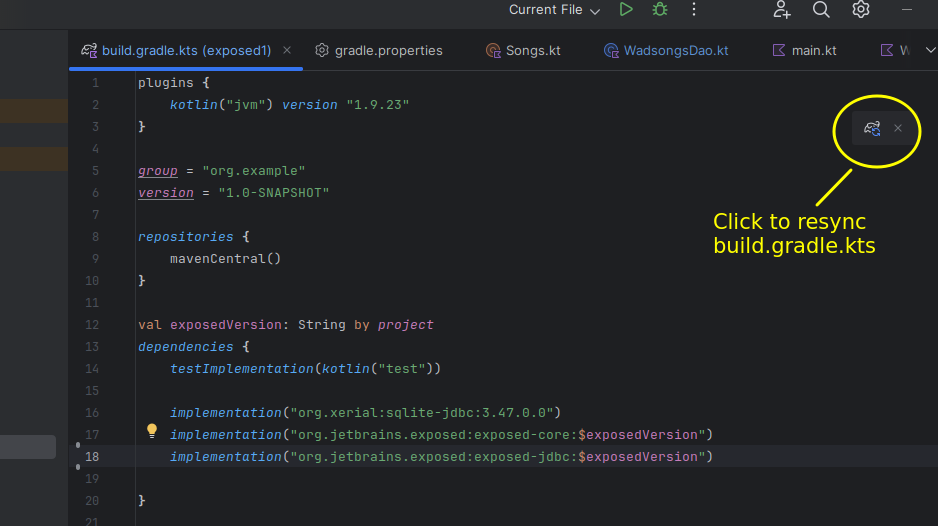 Current File
build.gradle.kts (exposed1)
gradle.properties
Songs.kt
WadsongsDao.kt
main.kt
W
1 plugins {
2 kotlin("jvm") version "1.9.23"
3 }
4
5 group = "org.example"
6 version = "1.0-SNAPSHOT"
7
8 repositories {
9 mavenCentral()
10 }
11
12 val exposedVersion: String by project
13 dependencies {
14 testImplementation(kotlin("test"))
15
16 implementation("org.xerial:sqlite-jdbc:3.47.0.0")
17 implementation("org.jetbrains.exposed:exposed-core:$exposedVersion")
18 implementation("org.jetbrains.exposed:exposed-jdbc:$exposedVersion")
19
20 }
21
Click to resync
build.gradle.kts